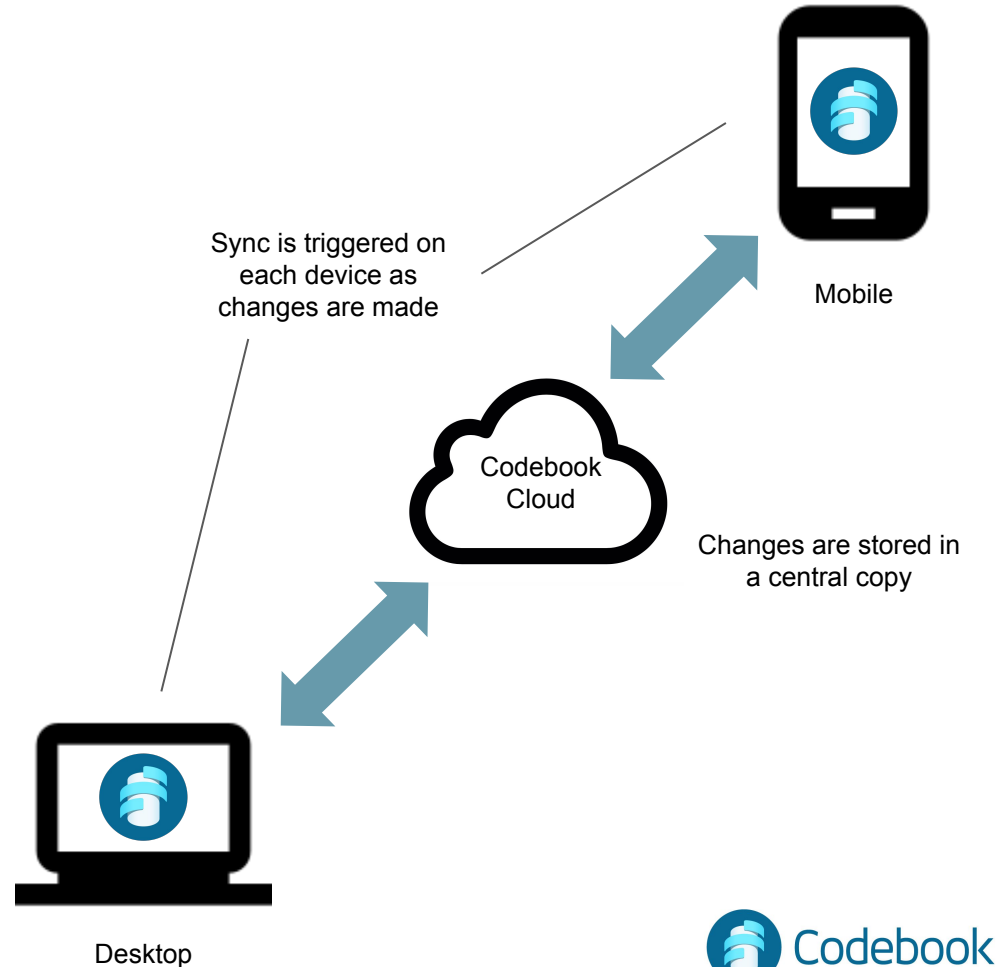 Sync is triggered on
each device as
changes are made
Mobile
Codebook
Cloud
Changes are stored in
a central copy
Desktop
Codebook